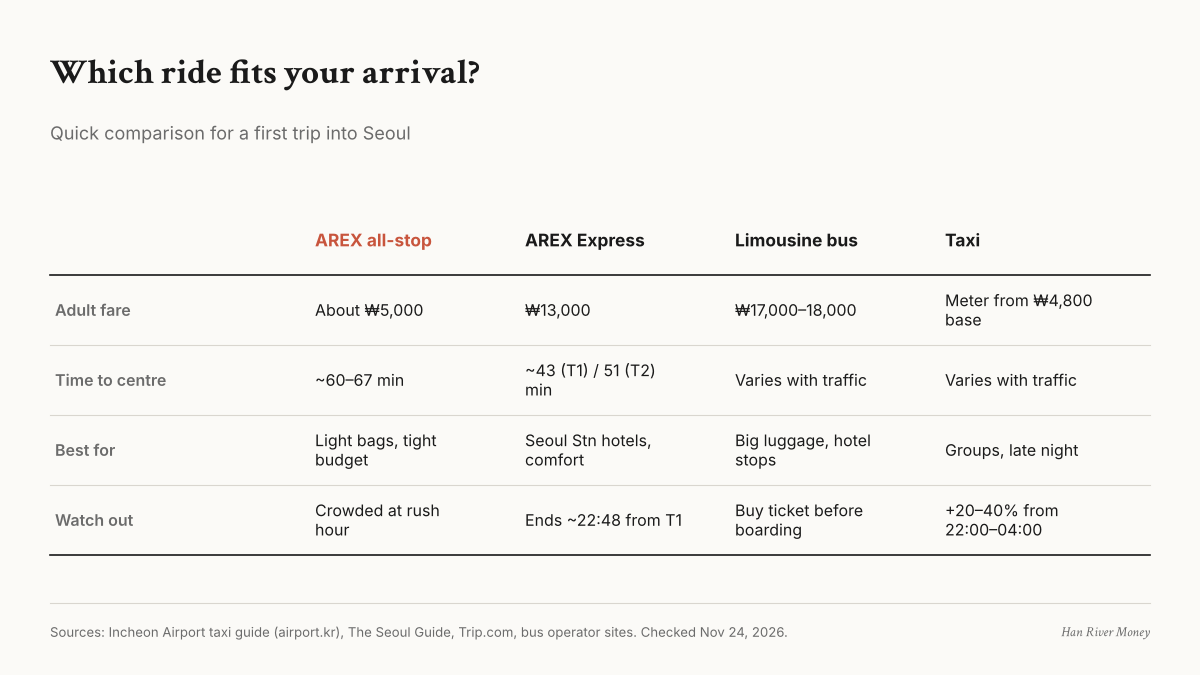 Which ride fits your arrival?
Quick comparison for a first trip into Seoul
AREX all-stop
AREX Express
Limousine bus
Taxi
Adult fare
About ₩5,000
₩13,000
₩17,000–18,000
Meter from ₩4,800
base
Time to centre
~60–67 min
~43 (T1) / 51 (T2)
min
Varies with traffic
Varies with traffic
Best for
Light bags, tight
budget
Seoul Stn hotels,
comfort
Big luggage, hotel
stops
Groups, late night
Watch out
Crowded at rush
hour
Ends ~22:48 from T1
Buy ticket before
boarding
+20–40% from
22:00–04:00
Sources: Incheon Airport taxi guide (airport.kr), The Seoul Guide, Trip.com, bus operator sites. Checked Nov 24, 2026.
Han River Money